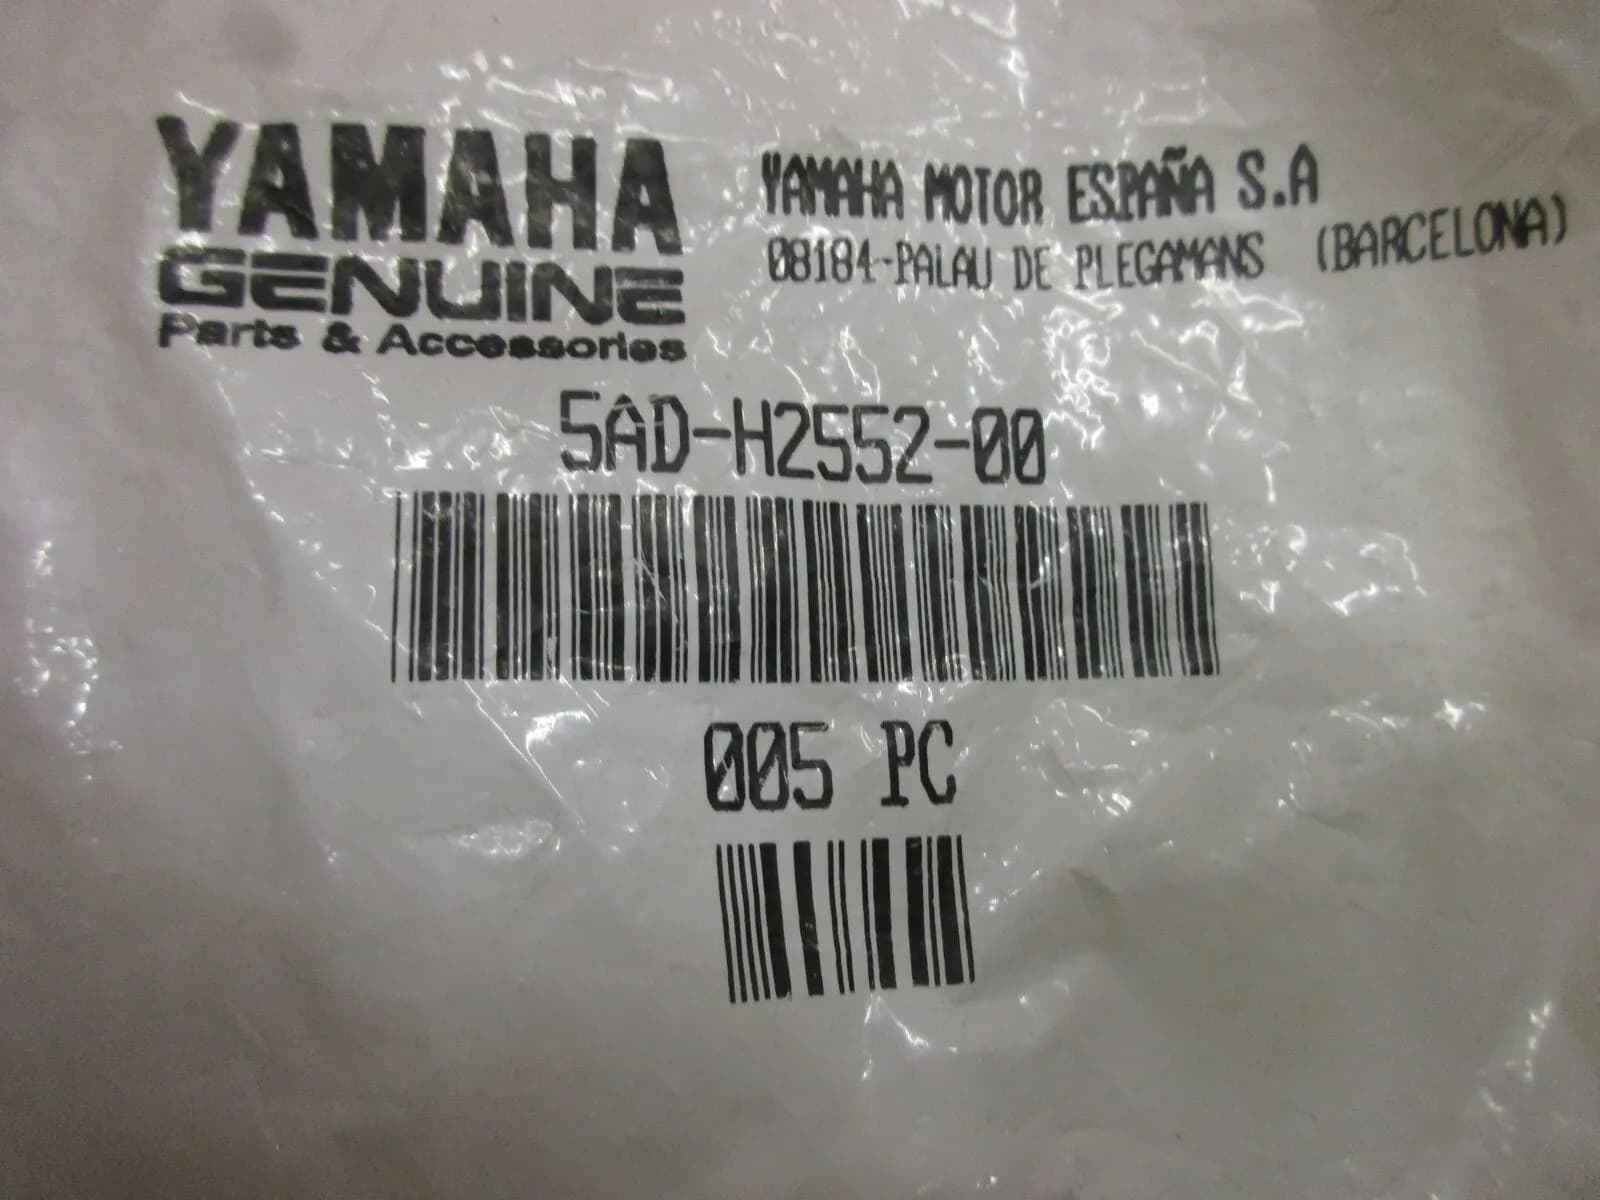 YAMAHA
GENUINE
Parts & Accessories
YAMAHA MOTOR ESPAÑA S.A
08184-PALAU DE PLEGAMANS (BARCELONA)
5AD-H2552-00
005 PC